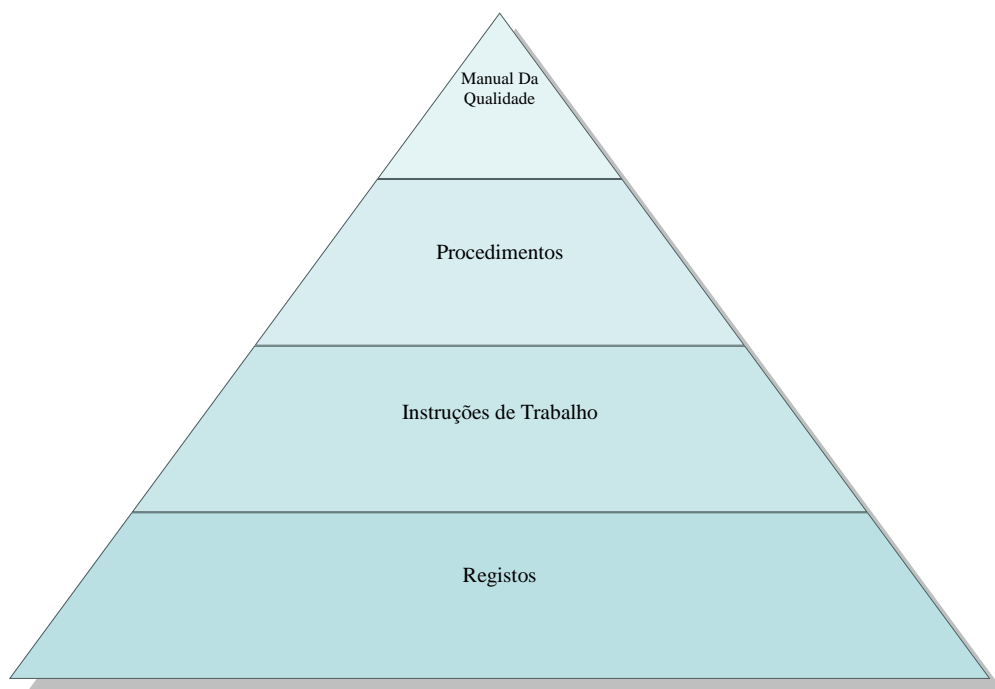 Manual Da
Qualidade
Procedimentos
Instruções de Trabalho
Registos